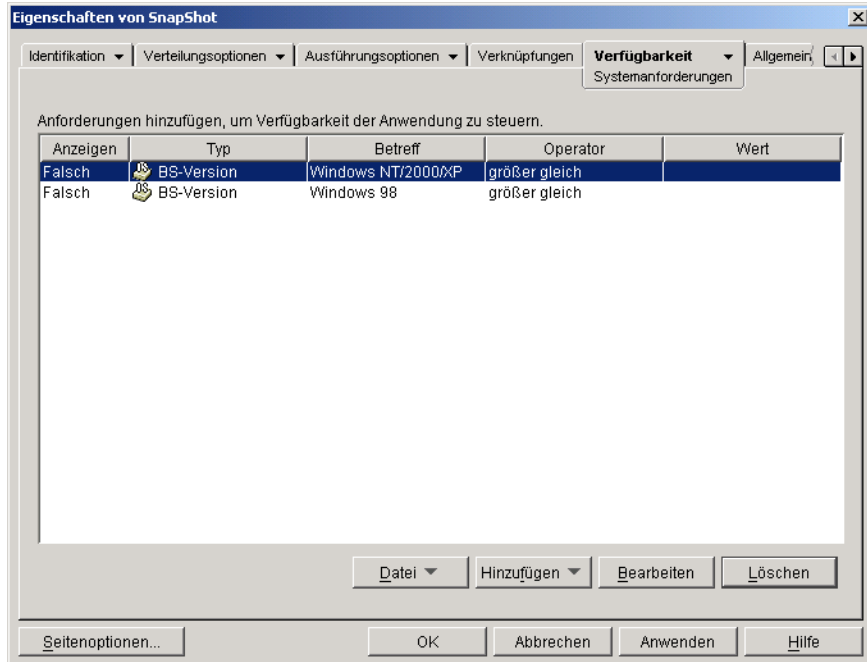 Eigenschaften von SnapShot
Identifikation Verteilungsoptionen Ausführungsoptionen Verknüpfungen Verfügbarkeit Allgemein
Systemanforderungen
Anforderungen hinzufügen, um Verfügbarkeit der Anwendung zu steuern.
Anzeigen Typ Betreff Operator Wert
Falsch BS-Version Windows NT/2000/XP größer gleich
Falsch BS-Version Windows 98 größer gleich
Datei Hinzufügen Bearbeiten Löschen
Seitenoptionen... OK Abbrechen Anwenden Hilfe